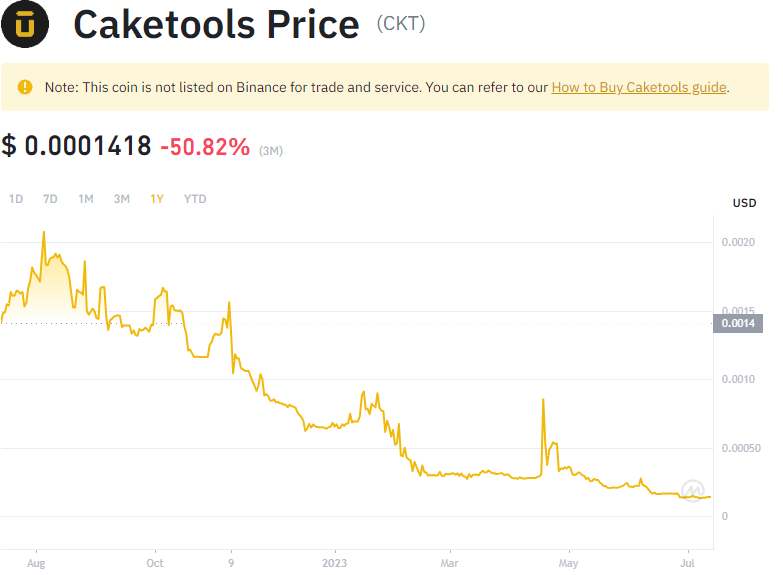 Caketools Price (CKT)
Note: This coin is not listed on Binance for trade and service. You can refer to our How to Buy Caketools guide.
$ 0.0001418 -50.82% (3M)
1D 7D 1M 3M 1Y YTD
USD
0.0020
0.0015
0.0014
0.0010
0.00050
0
Aug Oct 9 2023 Mar May Jul